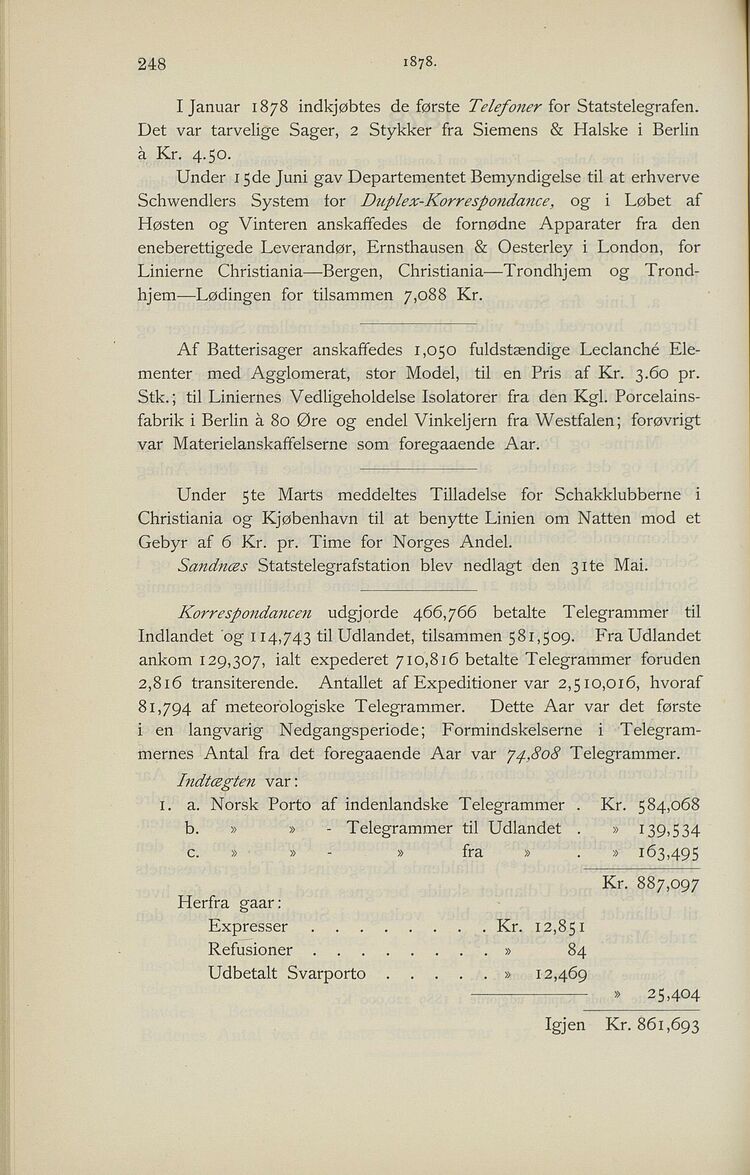 248
1878.
I Januar 1878 indkjøbtes de første Telefoner for Statstelegrafen.
Det var tarvelige Sager, 2 Stykker fra Siemens & Halske i Berlin
à Kr. 4.50.
Under 15de Juni gav Departementet Bemyndigelse til at erhverve
Schwendlers System for Duplex-Korrespondance, og i Løbet af
Høsten og Vinteren anskaffedes de fornødne Apparater fra den
eneberettigede Leverandør, Ernsthausen & Oesterley i London, for
Linierne Christiania—Bergen, Christiania—Trondhjem og Trond-
hjem—Lødingen for tilsammen 7,088 Kr.
Af Batterisager anskaffedes 1,050 fuldstændige Leclanché Ele-
menter med Agglomerat, stor Model, til en Pris af Kr. 3.60 pr.
Stk.; til Liniernes Vedligeholdelse Isolatorer fra den Kgl. Porcelains-
fabrik i Berlin à 80 Øre og endel Vinkeljern fra Westfalen; forøvrigt
var Materielanskaffelserne som foregaaende Aar.
Under 5te Marts meddeltes Tilladelse for Schakklubberne i
Christiania og Kjøbenhavn til at benytte Linien om Natten mod et
Gebyr af 6 Kr. pr. Time for Norges Andel.
Sandnæs Statstelegrafstation blev nedlagt den 31te Mai.
Korrespondancen udgjorde 466,766 betalte Telegrammer til
Indlandet og 114,743 til Udlandet, tilsammen 581,509. Fra Udlandet
ankom 129,307, ialt expederet 710,816 betalte Telegrammer foruden
2,816 transiterende. Antallet af Expeditioner var 2,510,016, hvoraf
81,794 af meteorologiske Telegrammer. Dette Aar var det første
i en langvarig Nedgangsperiode; Formindskelserne i Telegram-
mernes Antal fra det foregaaende Aar var 74,808 Telegrammer.
Indtægten var:
1. a. Norsk Porto af indenlandske Telegrammer . Kr. 584,068
b. » » - Telegrammer til Udlandet . » 139,534
c. » » - » fra » . » 163,495
Kr. 887,097
Herfra gaar:
Expresser . . . . . . . . Kr. 12,851
Refusioner . . . . . . . . » 84
Udbetalt Svarporto . . . . . » 12,469
» 25,404
Igjen Kr. 861,693